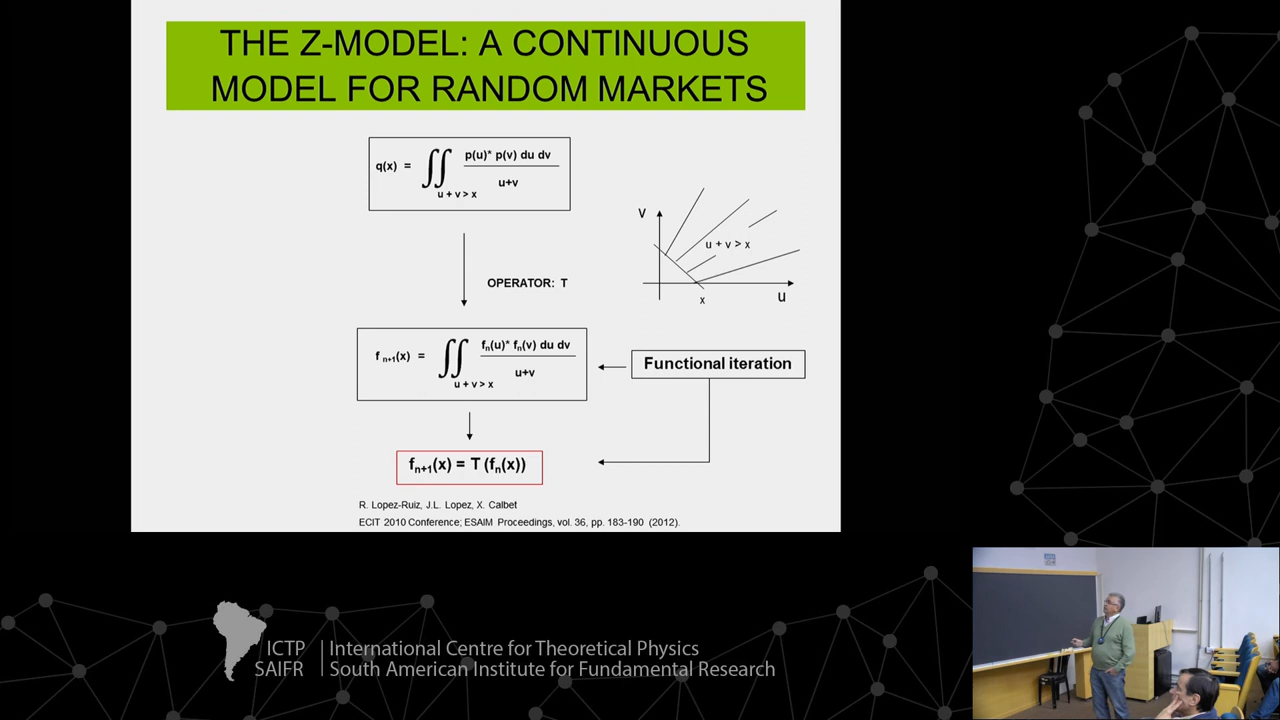 THE Z-MODEL: A CONTINUOUS
MODEL FOR RANDOM MARKETS
q(x) = ∬ p(u)* p(v) du dv
u+v
u + v > x
V
u + v > x
x
u
OPERATOR: T
f n+1(x) = ∬ fn(u)* fn(v) du dv
u+v
u + v > x
Functional iteration
fn+1(x) = T (fn(x))
R. Lopez-Ruiz, J.L. Lopez, X. Calbet
ECIT 2010 Conference; ESAIM Proceedings, vol. 36, pp. 183-190 (2012).
ICTP | International Centre for Theoretical Physics
SAIFR | South American Institute for Fundamental Research